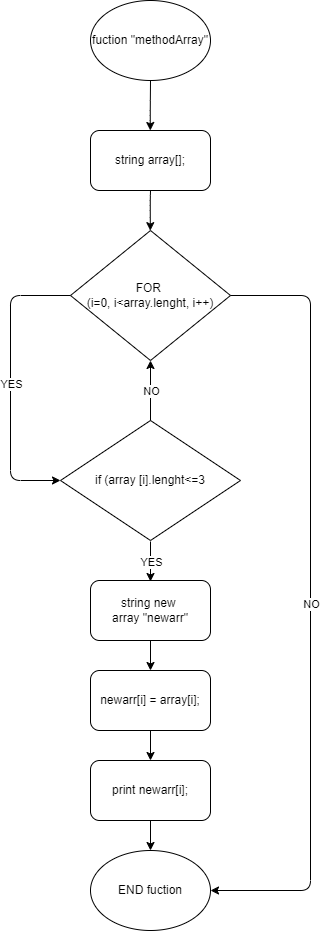 fuction "methodArray"
string array[];
FOR
(i=0, i<array.lenght, i++)
YES
NO
if (array [i].lenght<=3
YES
string new
array "newarr"
NO
newarr[i] = array[i];
print newarr[i];
END fuction